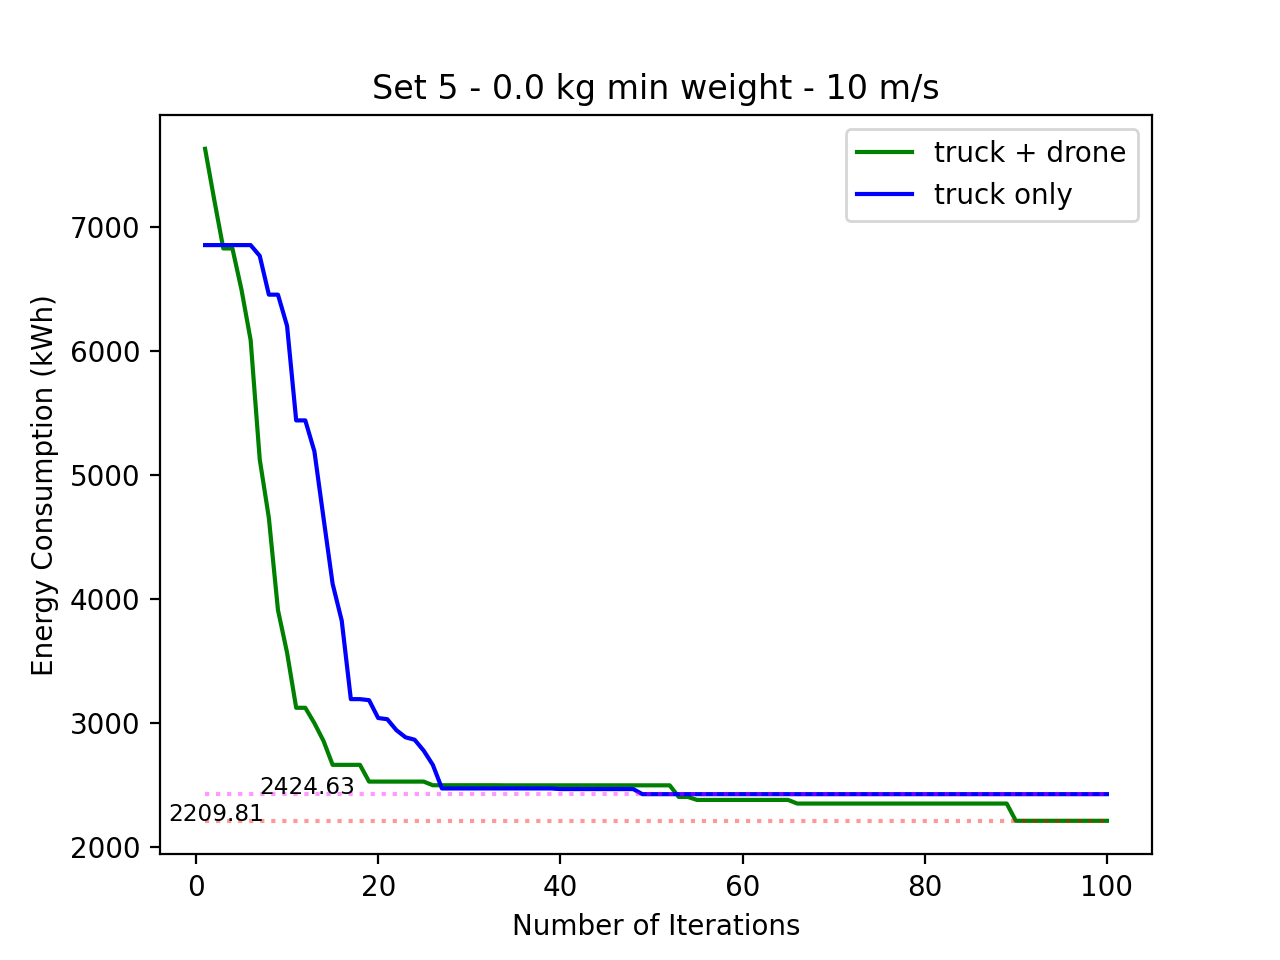 Set 5 - 0.0 kg min weight - 10 m/s
truck + drone
truck only
Energy Consumption (kWh)
7000
6000
5000
4000
3000
2000
2424.63
2209.81
0 20 40 60 80 100
Number of Iterations